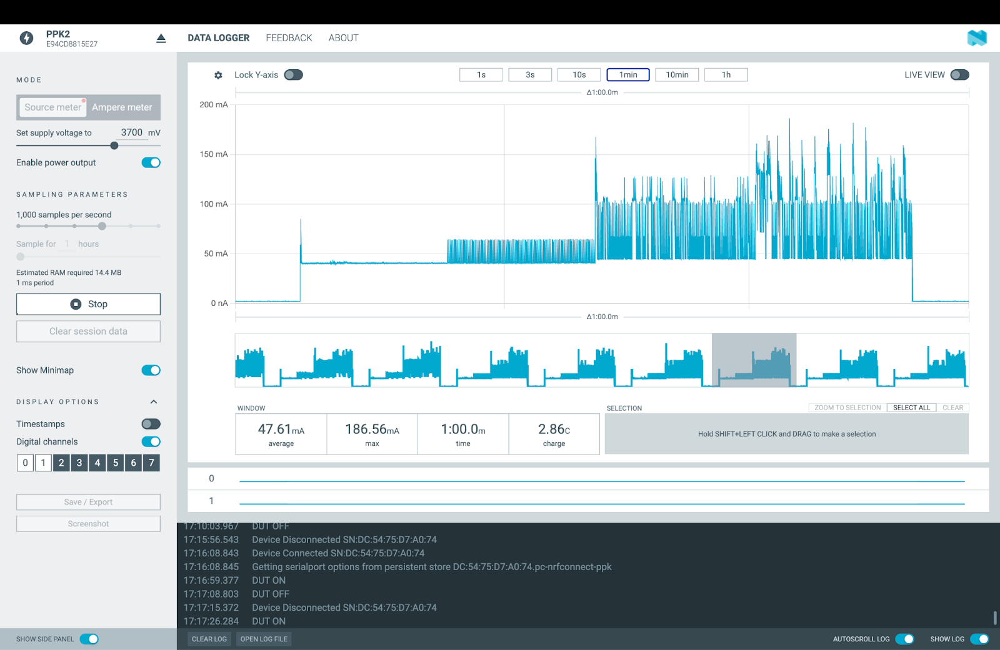 PPK2
E94CD8815E27
DATA LOGGER FEEDBACK ABOUT
MODE
Source meter Ampere meter
Set supply voltage to 3700 mV
Enable power output
SAMPLING PARAMETERS
1,000 samples per second
Sample for 1 hours
Estimated RAM required 14.4 MB
1 ms period
Stop
Clear session data
Show Minimap
DISPLAY OPTIONS
Timestamps
Digital channels
0 1 2 3 4 5 6 7
Save / Export
Screenshot
SHOW SIDE PANEL
Lock Y-axis 1s 3s 10s 1min 10min 1h LIVE VIEW
Δ1:00.0m
200 mA
150 mA
100 mA
50 mA
0 nA
Δ1:00.0m
WINDOW
47.61mA 186.56mA 1:00.0m 2.86C
average max time charge
SELECTION ZOOM TO SELECTION SELECT ALL CLEAR
Hold SHIFT+LEFT CLICK and DRAG to make a selection
0
1
17:10:03.967 DUT OFF
17:15:56.543 Device Disconnected SN:DC:54:75:D7:A0:74
17:16:08.843 Device Connected SN:DC:54:75:D7:A0:74
17:16:08.845 Getting serialport options from persistent store DC:54:75:D7:A0:74.pc-nrfconnect-ppk
17:16:59.377 DUT ON
17:17:08.803 DUT OFF
17:17:15.372 Device Disconnected SN:DC:54:75:D7:A0:74
17:17:26.284 DUT ON
CLEAR LOG OPEN LOG FILE AUTOSCROLL LOG SHOW LOG